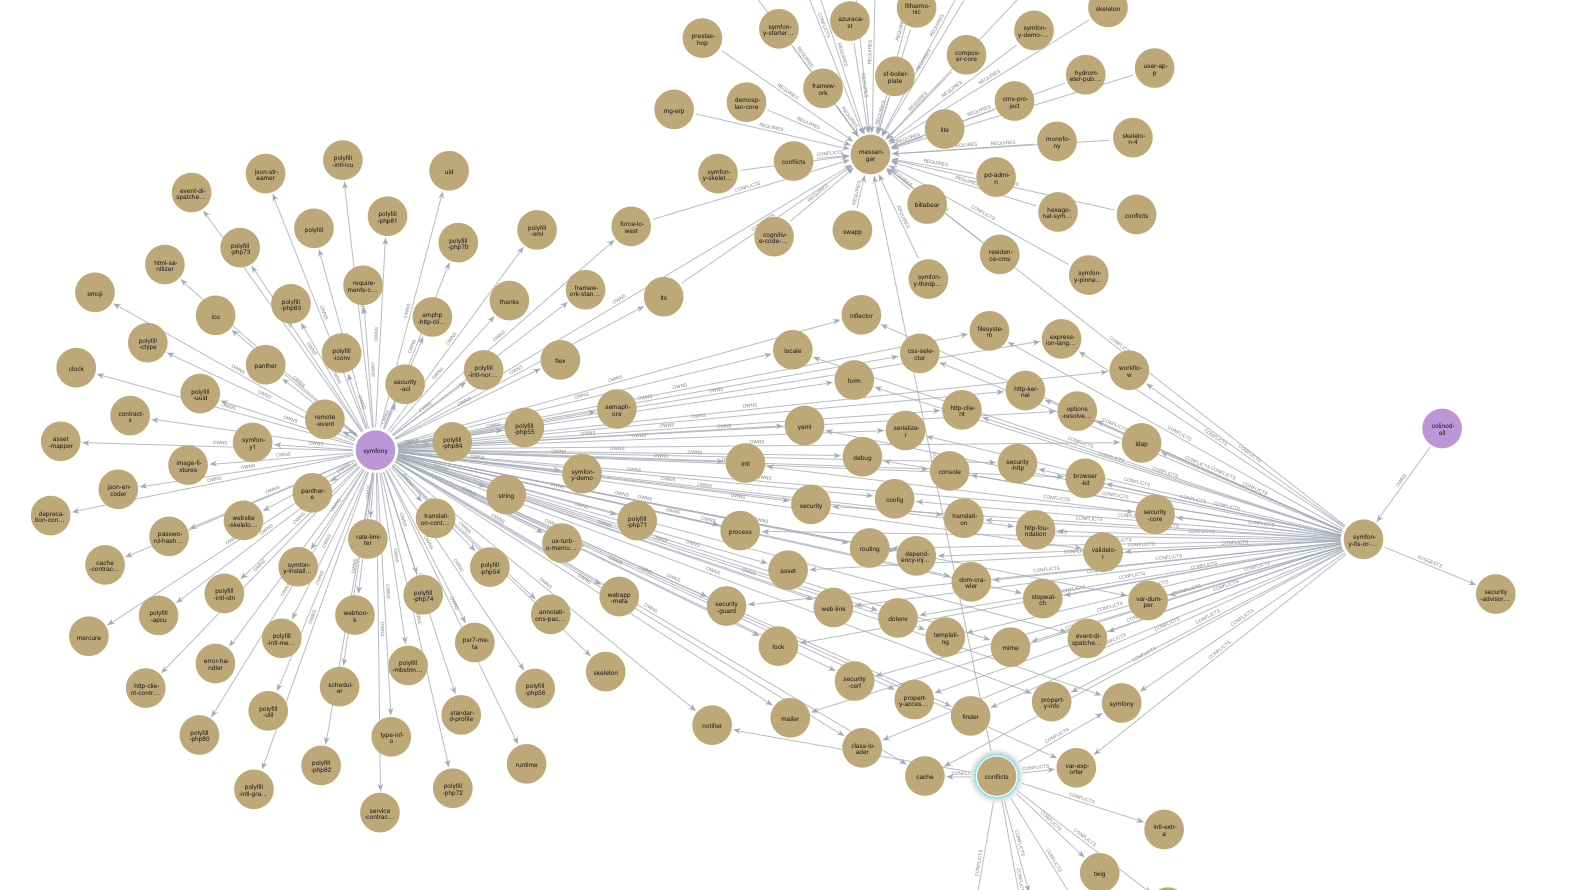 skeleton
filharmo-
nic
azuraca-
st
symfon-
y-starter…
symfon-
y-demo-…
prestas-
hop
compos-
er-core
user-ap-
p
hydrom-
eter-pub…
sf-boiler-
plate
framew-
ork
demosp-
lan-core
cms-pro-
ject
mg-erp
lite
skeleto-
n-4
monofo-
ny
messen-
ger
conflicts
symfon-
y-skelet…
pd-admi-
n
billabear
hexago-
nal-sym…
conflicts
swapp
cognitiv-
e-code-…
residen-
ce-cms
symfon-
y-thirdp…
symfon-
y-pinne…
REQUIRES
CONFLICTS
polyfill
-intl-icu
json-str-
eamer
uid
event-di-
spatche…
polyfill
-php81
polyfill
polyfill
-xml
force-lo-
west
polyfill
-php70
polyfill
-php73
html-sa-
nitizer
require-
ments-c…
framew-
ork-stan…
lts
emoji
polyfill
-php83
thanks
icu
amphp
-http-cli…
polyfill
-ctype
polyfill
-iconv
flex
panther
clock
polyfill
-intl-nor…
security
-acl
polyfill
-uuid
contract-
s
remote
-event
asset
-mapper
symfon-
y1
symfony
polyfill
-php64
polyfill
-php55
semaph-
ore
image-fi-
xtures
json-en-
coder
panther-
e
string
symfon-
y-demo
depreca-
tion-con…
website
-skeleto…
translati-
on-cont…
polyfill
-php71
passwo-
rd-hash…
rate-limi-
ter
ux-turb-
o-mercu…
cache
-contrac…
symfon-
y-install…
polyfill
-php54
polyfill
-intl-idn
polyfill
-php74
webapp
-meta
polyfill
-apcu
webhoo-
k
annotati-
ons-pac…
mercure
polyfill
-intl-me…
psr7-me-
ta
error-ha-
ndler
polyfill
-mbstrin…
skeleton
http-clie-
nt-contr…
schedul-
er
polyfill
-php56
polyfill
-util
standar-
d-profile
polyfill
-php80
type-inf-
o
polyfill
-php82
runtime
polyfill
-intl-gra…
polyfill
-php72
service
-contrac…
OWNS
inflector
filesyste-
m
express-
ion-lang…
locale
css-sele-
ctor
workflo-
w
form
http-ker-
nel
http-clie-
nt
options
-resolve…
yaml
serialize-
r
ldap
intl
debug
console
security
-http
browser
-kit
security
config
translati-
on
security
-core
process
http-fou-
ndation
routing
depend-
ency-inj…
validato-
r
asset
dom-cra-
wler
stopwat-
ch
var-dum-
per
security
-guard
web-link
dotenv
templati-
ng
event-di-
spatche…
lock
mime
security
-csrf
propert-
y-acces…
propert-
y-info
symfony
notifier
mailer
finder
class-lo-
ader
cache
conflicts
var-exp-
orter
intl-extr-
a
twig
CONFLICTS
colinod-
ell
OWNS
symfon-
y-lts-or-…
SUGGESTS
security
-advisor…